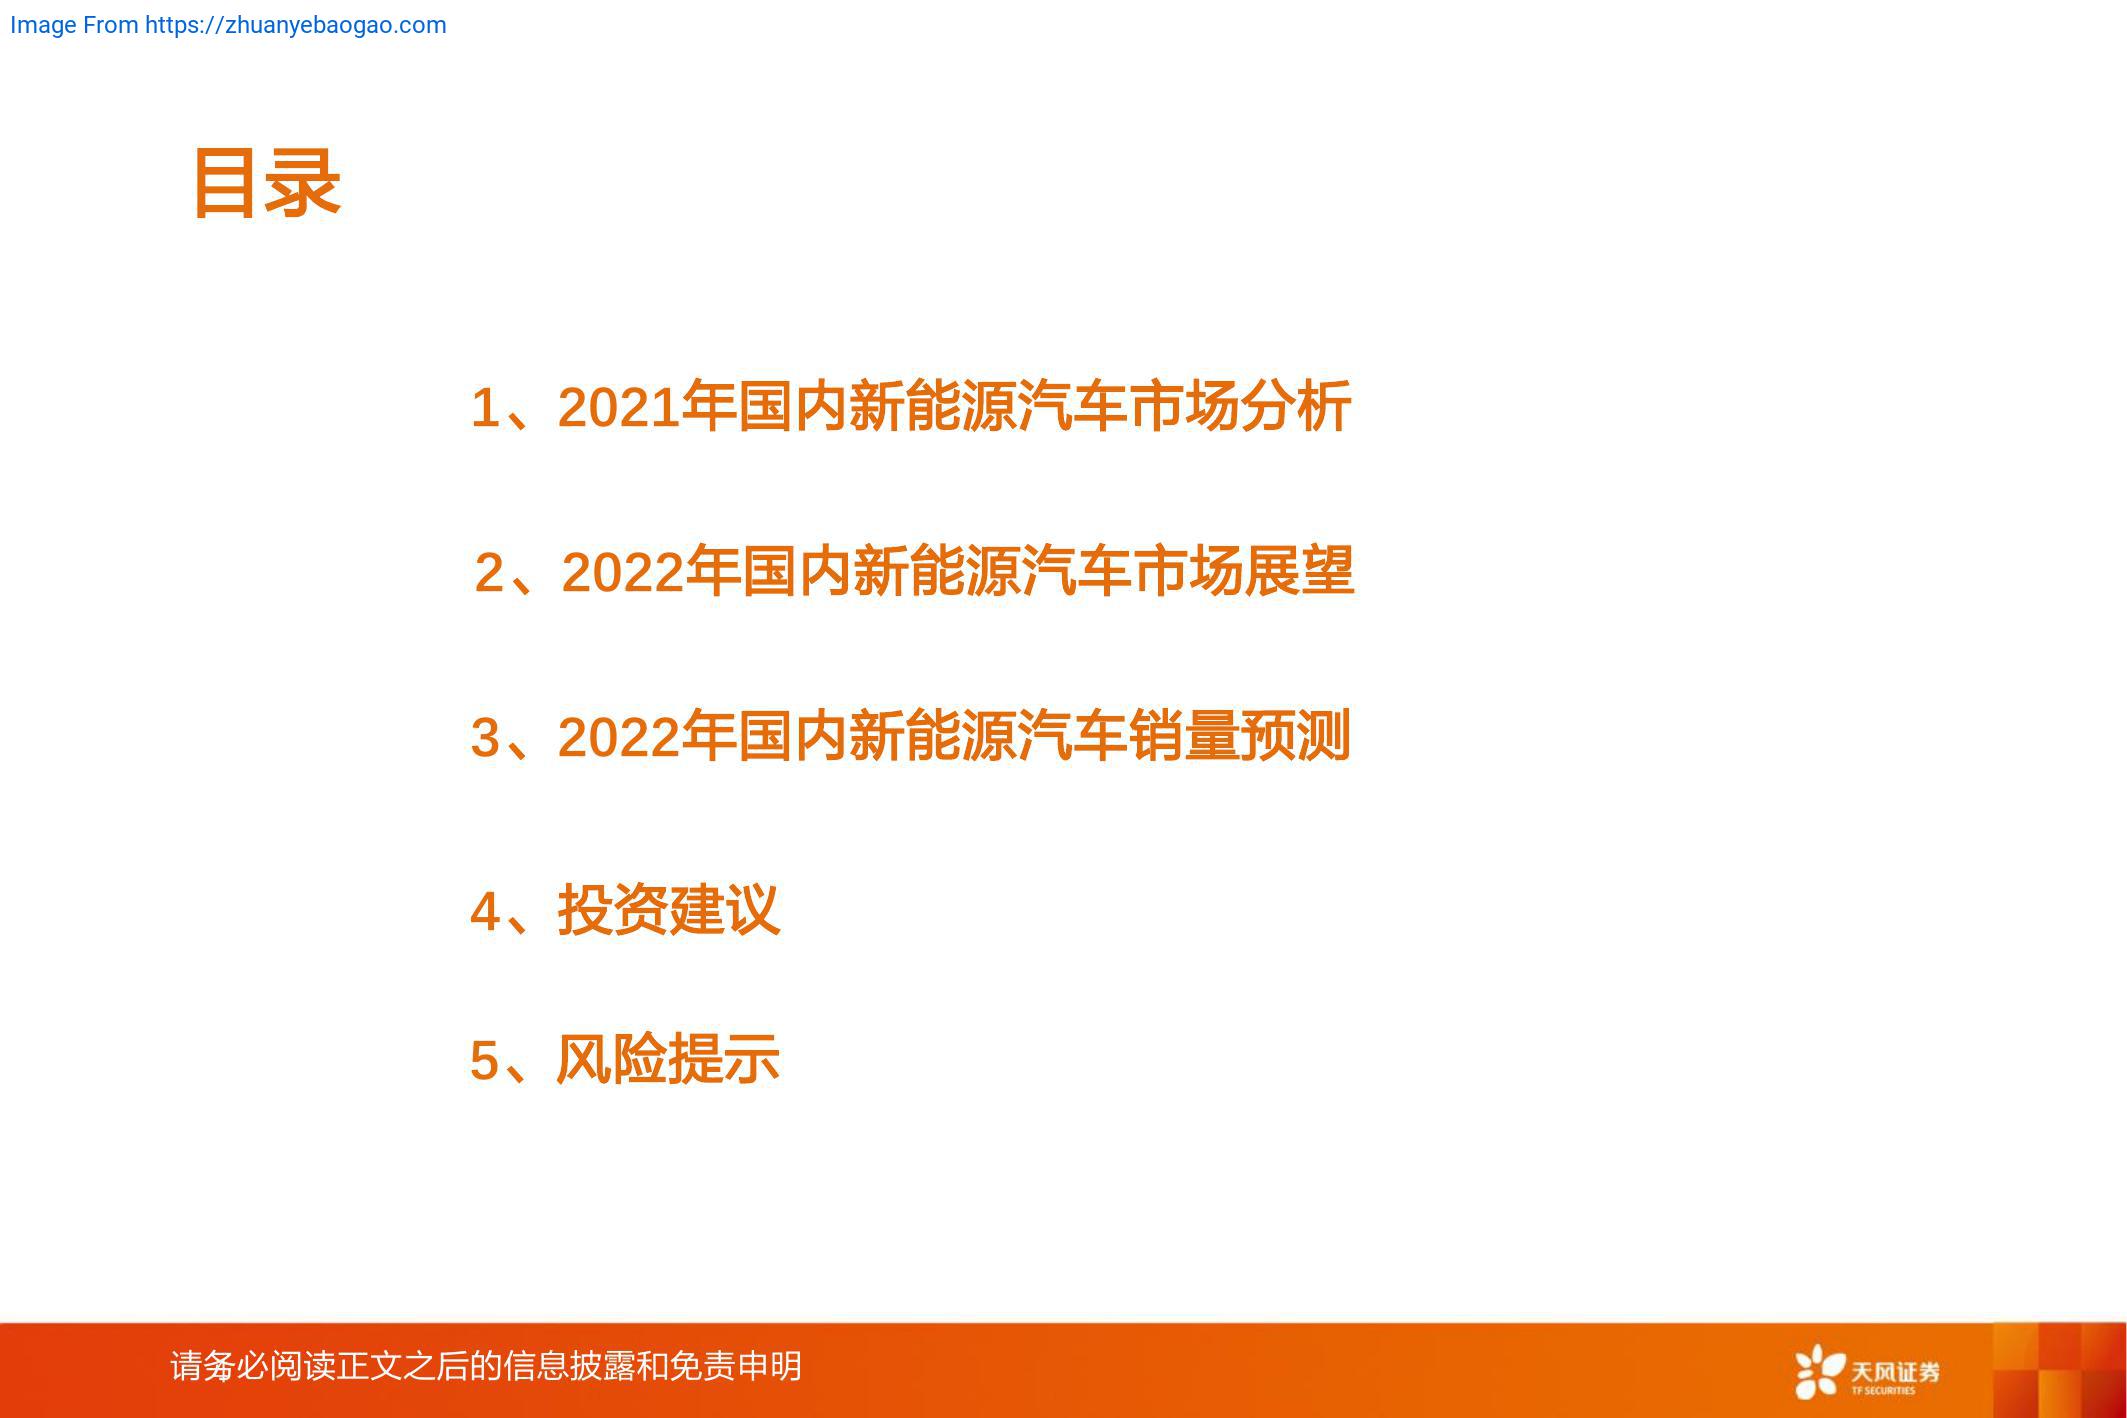 Image From https://zhuanyebaogao.com
目录
1、2021年国内新能源汽车市场分析
2、2022年国内新能源汽车市场展望
3、2022年国内新能源汽车销量预测
4、投资建议
5、风险提示
请务必阅读正文之后的信息披露和免责申明
4
天风证券
TF SECURITIES